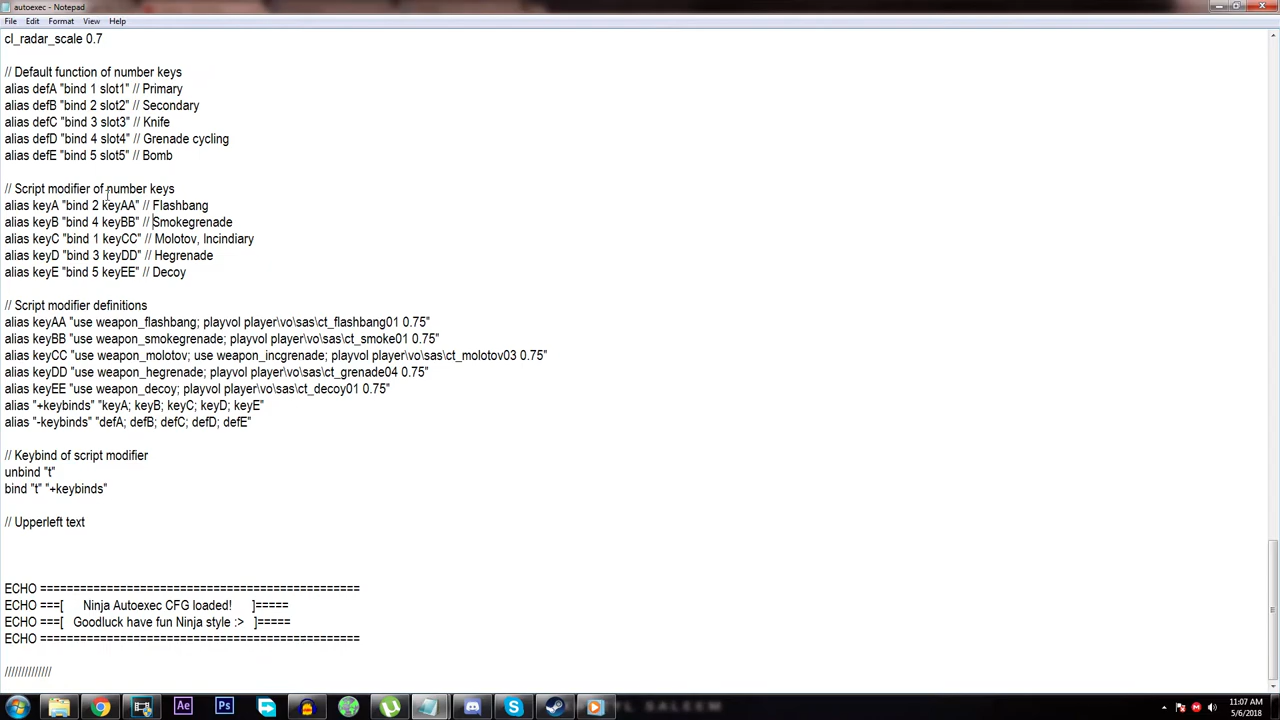 autoexec - Notepad
File Edit Format View Help
cl_radar_scale 0.7
// Default function of number keys
alias defA "bind 1 slot1" // Primary
alias defB "bind 2 slot2" // Secondary
alias defC "bind 3 slot3" // Knife
alias defD "bind 4 slot4" // Grenade cycling
alias defE "bind 5 slot5" // Bomb
// Script modifier of number keys
alias keyA "bind 2 keyAA" // Flashbang
alias keyB "bind 4 keyBB" // Smokegrenade
alias keyC "bind 1 keyCC" // Molotov, Incindiary
alias keyD "bind 3 keyDD" // Hegrenade
alias keyE "bind 5 keyEE" // Decoy
// Script modifier definitions
alias keyAA "use weapon_flashbang; playvol player\vo\sas\ct_flashbang01 0.75"
alias keyBB "use weapon_smokegrenade; playvol player\vo\sas\ct_smoke01 0.75"
alias keyCC "use weapon_molotov; use weapon_incgrenade; playvol player\vo\sas\ct_molotov03 0.75"
alias keyDD "use weapon_hegrenade; playvol player\vo\sas\ct_grenade04 0.75"
alias keyEE "use weapon_decoy; playvol player\vo\sas\ct_decoy01 0.75"
alias "+keybinds" "keyA; keyB; keyC; keyD; keyE"
alias "-keybinds" "defA; defB; defC; defD; defE"
// Keybind of script modifier
unbind "t"
bind "t" "+keybinds"
// Upperleft text
ECHO ================================================
ECHO ===[ Ninja Autoexec CFG loaded! ]=====
ECHO ===[ Goodluck have fun Ninja style :> ]=====
ECHO ================================================
//////////////
Ae Ps SALEEM 11:07 AM
5/6/2018